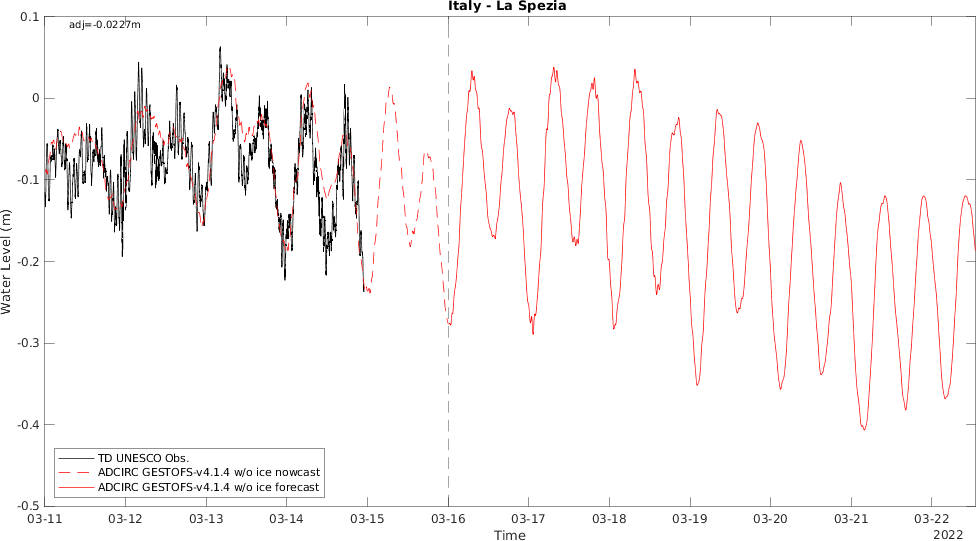 Italy - La Spezia
adj=-0.0227m
0.1
0
-0.1
-0.2
-0.3
-0.4
-0.5
Water Level (m)
TD UNESCO Obs.
ADCIRC GESTOFS-v4.1.4 w/o ice nowcast
ADCIRC GESTOFS-v4.1.4 w/o ice forecast
03-11 03-12 03-13 03-14 03-15 03-16 03-17 03-18 03-19 03-20 03-21 03-22
Time
2022